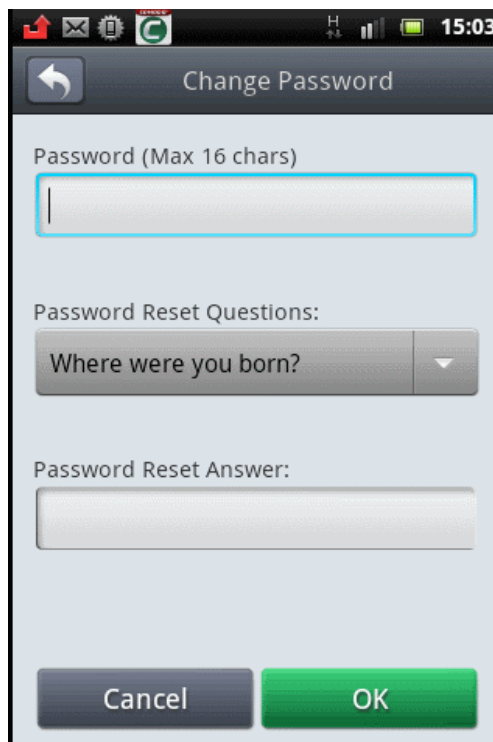 H 15:03
Change Password
Password (Max 16 chars)
Password Reset Questions:
Where were you born?
Password Reset Answer:
Cancel OK